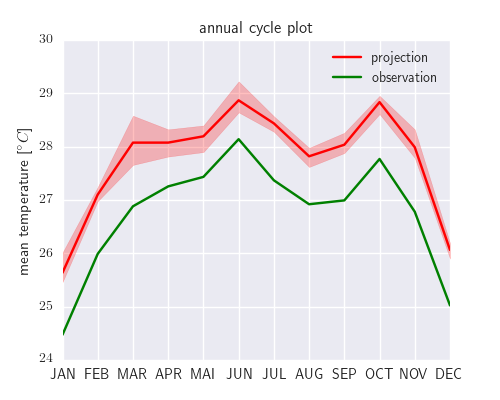 annual cycle plot
projection
observation
mean temperature [°C]
30
29
28
27
26
25
24
JAN FEB MAR APR MAI JUN JUL AUG SEP OCT NOV DEC